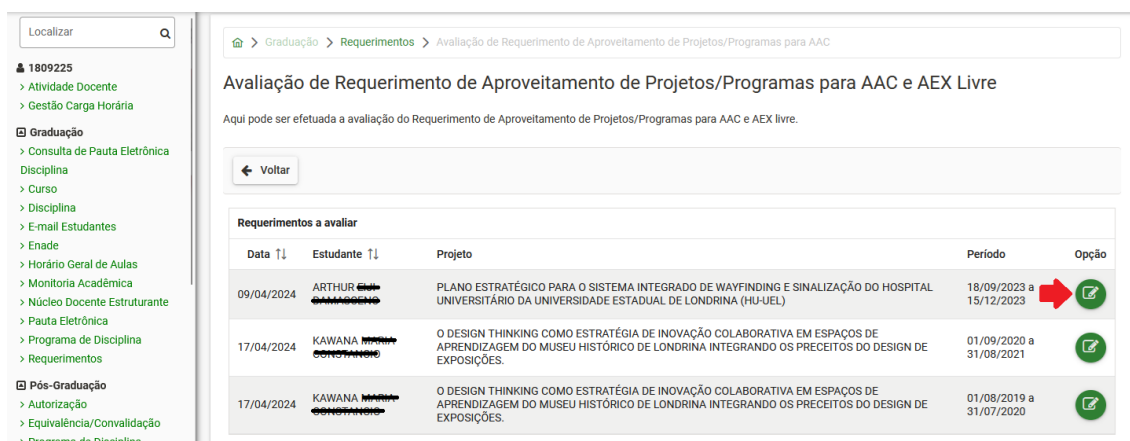 Localizar
1809225
> Atividade Docente
> Gestão Carga Horária
Graduação
> Consulta de Pauta Eletrônica
Disciplina
> Curso
> Disciplina
> E-mail Estudantes
> Enade
> Horário Geral de Aulas
> Monitoria Acadêmica
> Núcleo Docente Estruturante
> Pauta Eletrônica
> Programa de Disciplina
> Requerimentos
Pós-Graduação
> Autorização
> Equivalência/Convalidação
> Programa de Disciplina
> Graduação > Requerimentos > Avaliação de Requerimento de Aproveitamento de Projetos/Programas para AAC
Avaliação de Requerimento de Aproveitamento de Projetos/Programas para AAC e AEX Livre
Aqui pode ser efetuada a avaliação do Requerimento de Aproveitamento de Projetos/Programas para AAC e AEX livre.
Voltar
Requerimentos a avaliar
Data Estudante Projeto Período Opção
09/04/2024
ARTHUR
PLANO ESTRATÉGICO PARA O SISTEMA INTEGRADO DE WAYFINDING E SINALIZAÇÃO DO HOSPITAL
UNIVERSITÁRIO DA UNIVERSIDADE ESTADUAL DE LONDRINA (HU-UEL)
18/09/2023 a
15/12/2023
17/04/2024
KAWANA
O DESIGN THINKING COMO ESTRATÉGIA DE INOVAÇÃO COLABORATIVA EM ESPAÇOS DE
APRENDIZAGEM DO MUSEU HISTÓRICO DE LONDRINA INTEGRANDO OS PRECEITOS DO DESIGN DE
EXPOSIÇÕES.
01/09/2020 a
31/08/2021
17/04/2024
KAWANA
O DESIGN THINKING COMO ESTRATÉGIA DE INOVAÇÃO COLABORATIVA EM ESPAÇOS DE
APRENDIZAGEM DO MUSEU HISTÓRICO DE LONDRINA INTEGRANDO OS PRECEITOS DO DESIGN DE
EXPOSIÇÕES.
01/08/2019 a
31/07/2020